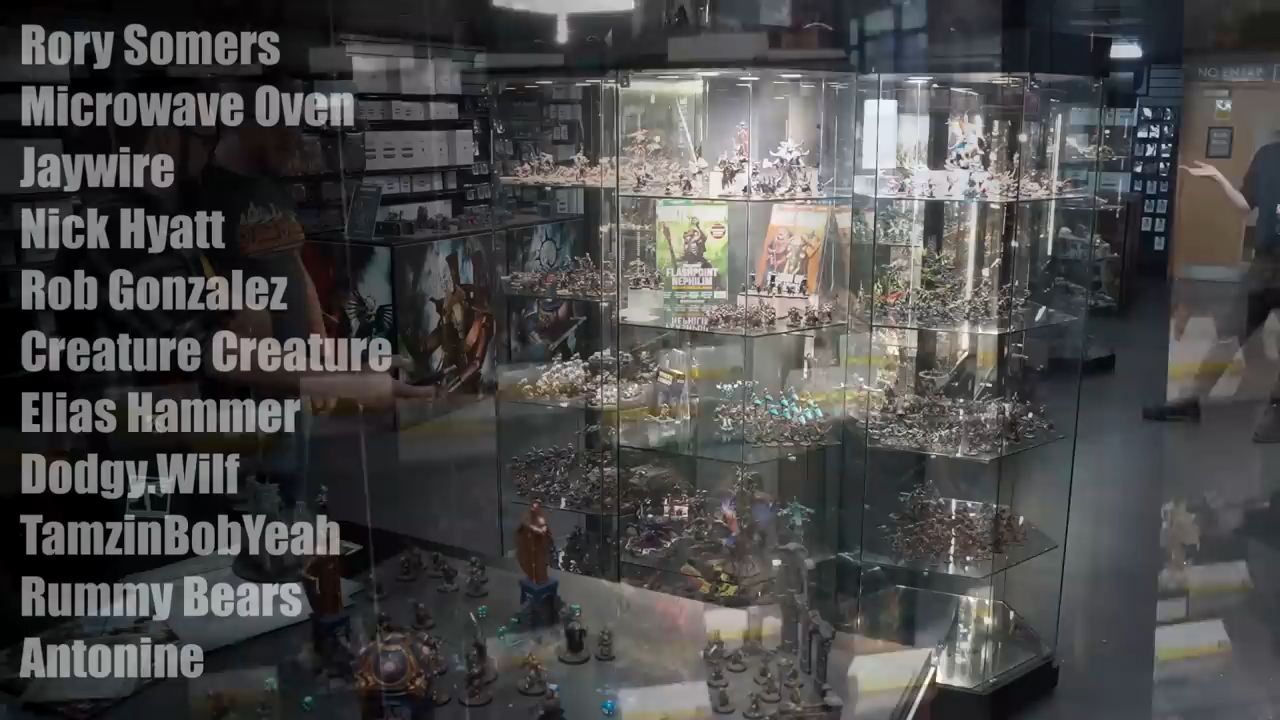 Rory Somers
Microwave Oven
Jaywire
Nick Hyatt
Rob Gonzalez
Creature Creature
Elias Hammer
Dodgy.Wilf
TamzinBobYeah
Rummy Bears
Antonine
NO ENTRY
FLASHPOINT
NEPHILIM